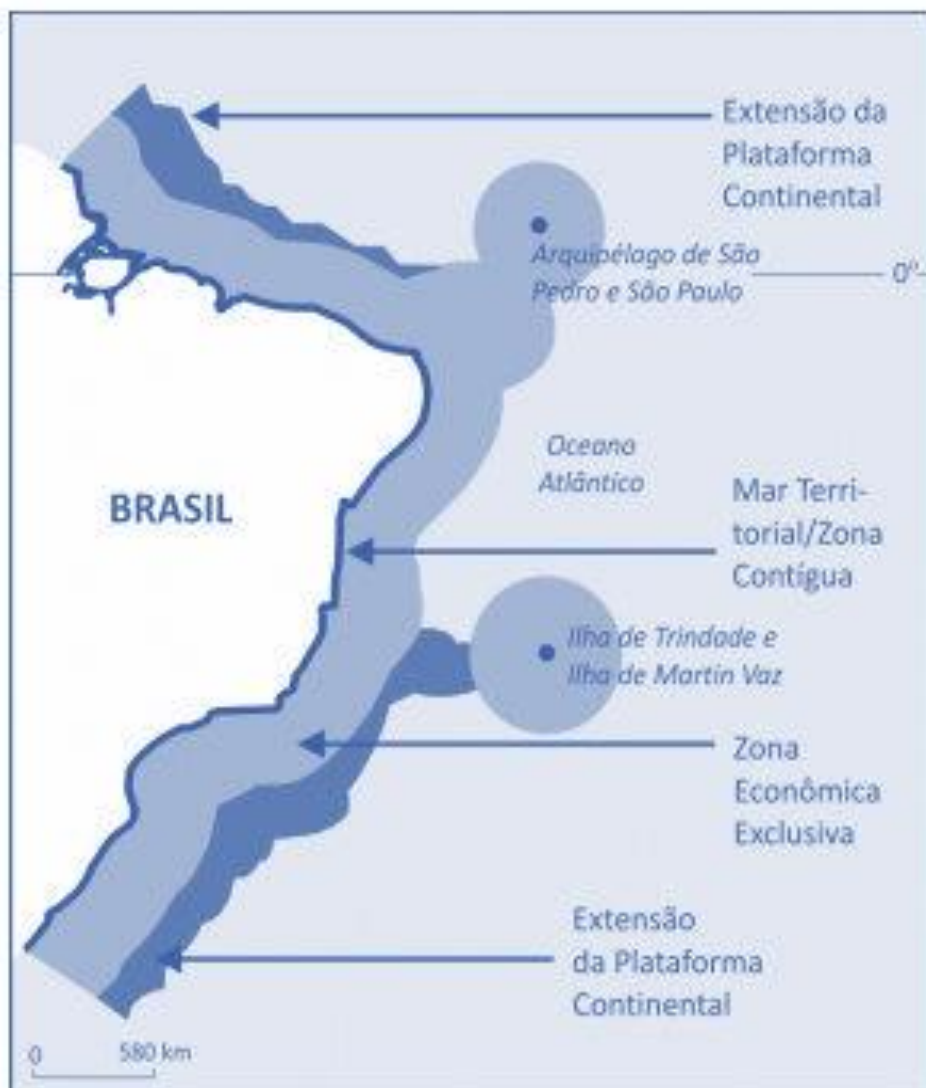 Extensão da
Plataforma
Continental
Arquipélago de São
Pedro e São Paulo
0º
Oceano
Atlântico
BRASIL
Mar Terri-
torial/Zona
Contígua
Ilha de Trindade e
Ilha de Martin Vaz
Zona
Econômica
Exclusiva
Extensão
da Plataforma
Continental
0 580 km